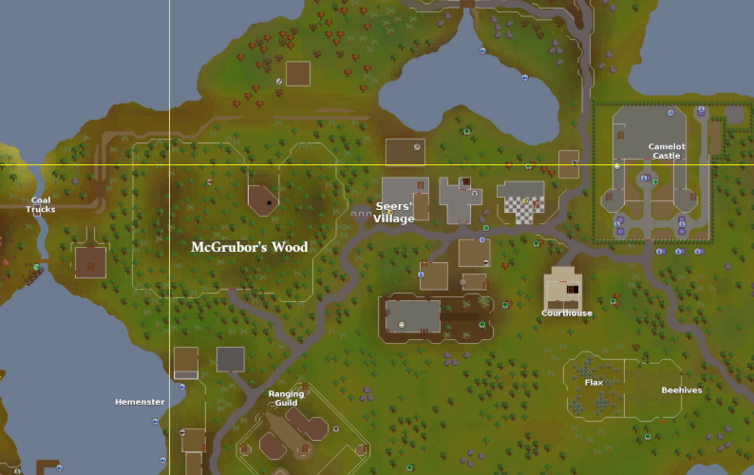 Camelot
Castle
Coal
Trucks
Seers'
Village
McGrubor's Wood
Courthouse
Flax
Beehives
Ranging
Guild
Hemenster